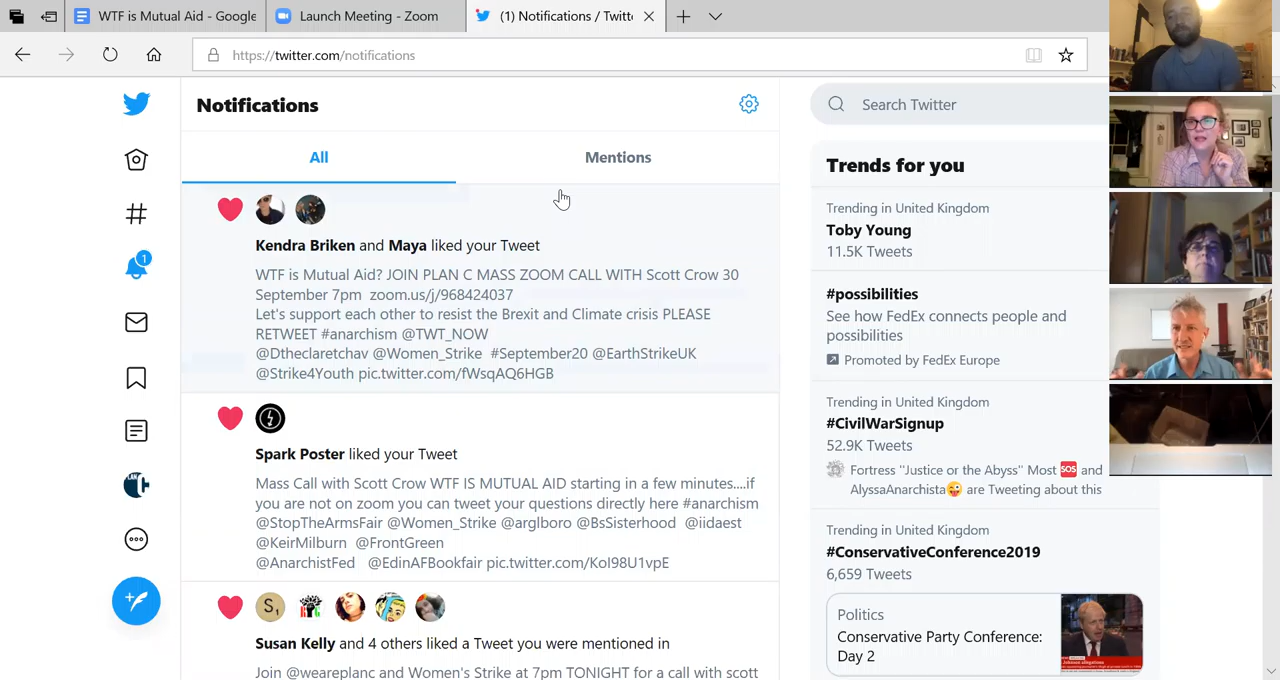 WTF is Mutual Aid - Google
Launch Meeting - Zoom
(1) Notifications / Twitt
https://twitter.com/notifications
Notifications
Search Twitter
All
Mentions
Kendra Briken and Maya liked your Tweet
WTF is Mutual Aid? JOIN PLAN C MASS ZOOM CALL WITH Scott Crow 30
September 7pm zoom.us/j/968424037
Let's support each other to resist the Brexit and Climate crisis PLEASE
RETWEET #anarchism @TWT_NOW
@Dtheclaretchav @Women_Strike #September20 @EarthStrikeUK
@Strike4Youth pic.twitter.com/fWsqAQ6HGB
Spark Poster liked your Tweet
Mass Call with Scott Crow WTF IS MUTUAL AID starting in a few minutes....if
you are not on zoom you can tweet your questions directly here #anarchism
@StopTheArmsFair @Women_Strike @arglboro @BsSisterhood @iidaest
@KeirMilburn @FrontGreen
@AnarchistFed @EdinAFBookfair pic.twitter.com/KoI98U1vpE
Susan Kelly and 4 others liked a Tweet you were mentioned in
Join @weareplanc and Women's Strike at 7pm TONIGHT for a call with scott
1
Trends for you
Trending in United Kingdom
Toby Young
11.5K Tweets
#possibilities
See how FedEx connects people and
possibilities
Promoted by FedEx Europe
Trending in United Kingdom
#CivilWarSignup
52.9K Tweets
Fortress "Justice or the Abyss" Most SOS and
AlyssaAnarchista😜 are Tweeting about this
Trending in United Kingdom
#ConservativeConference2019
6,659 Tweets
Politics
Conservative Party Conference:
Day 2